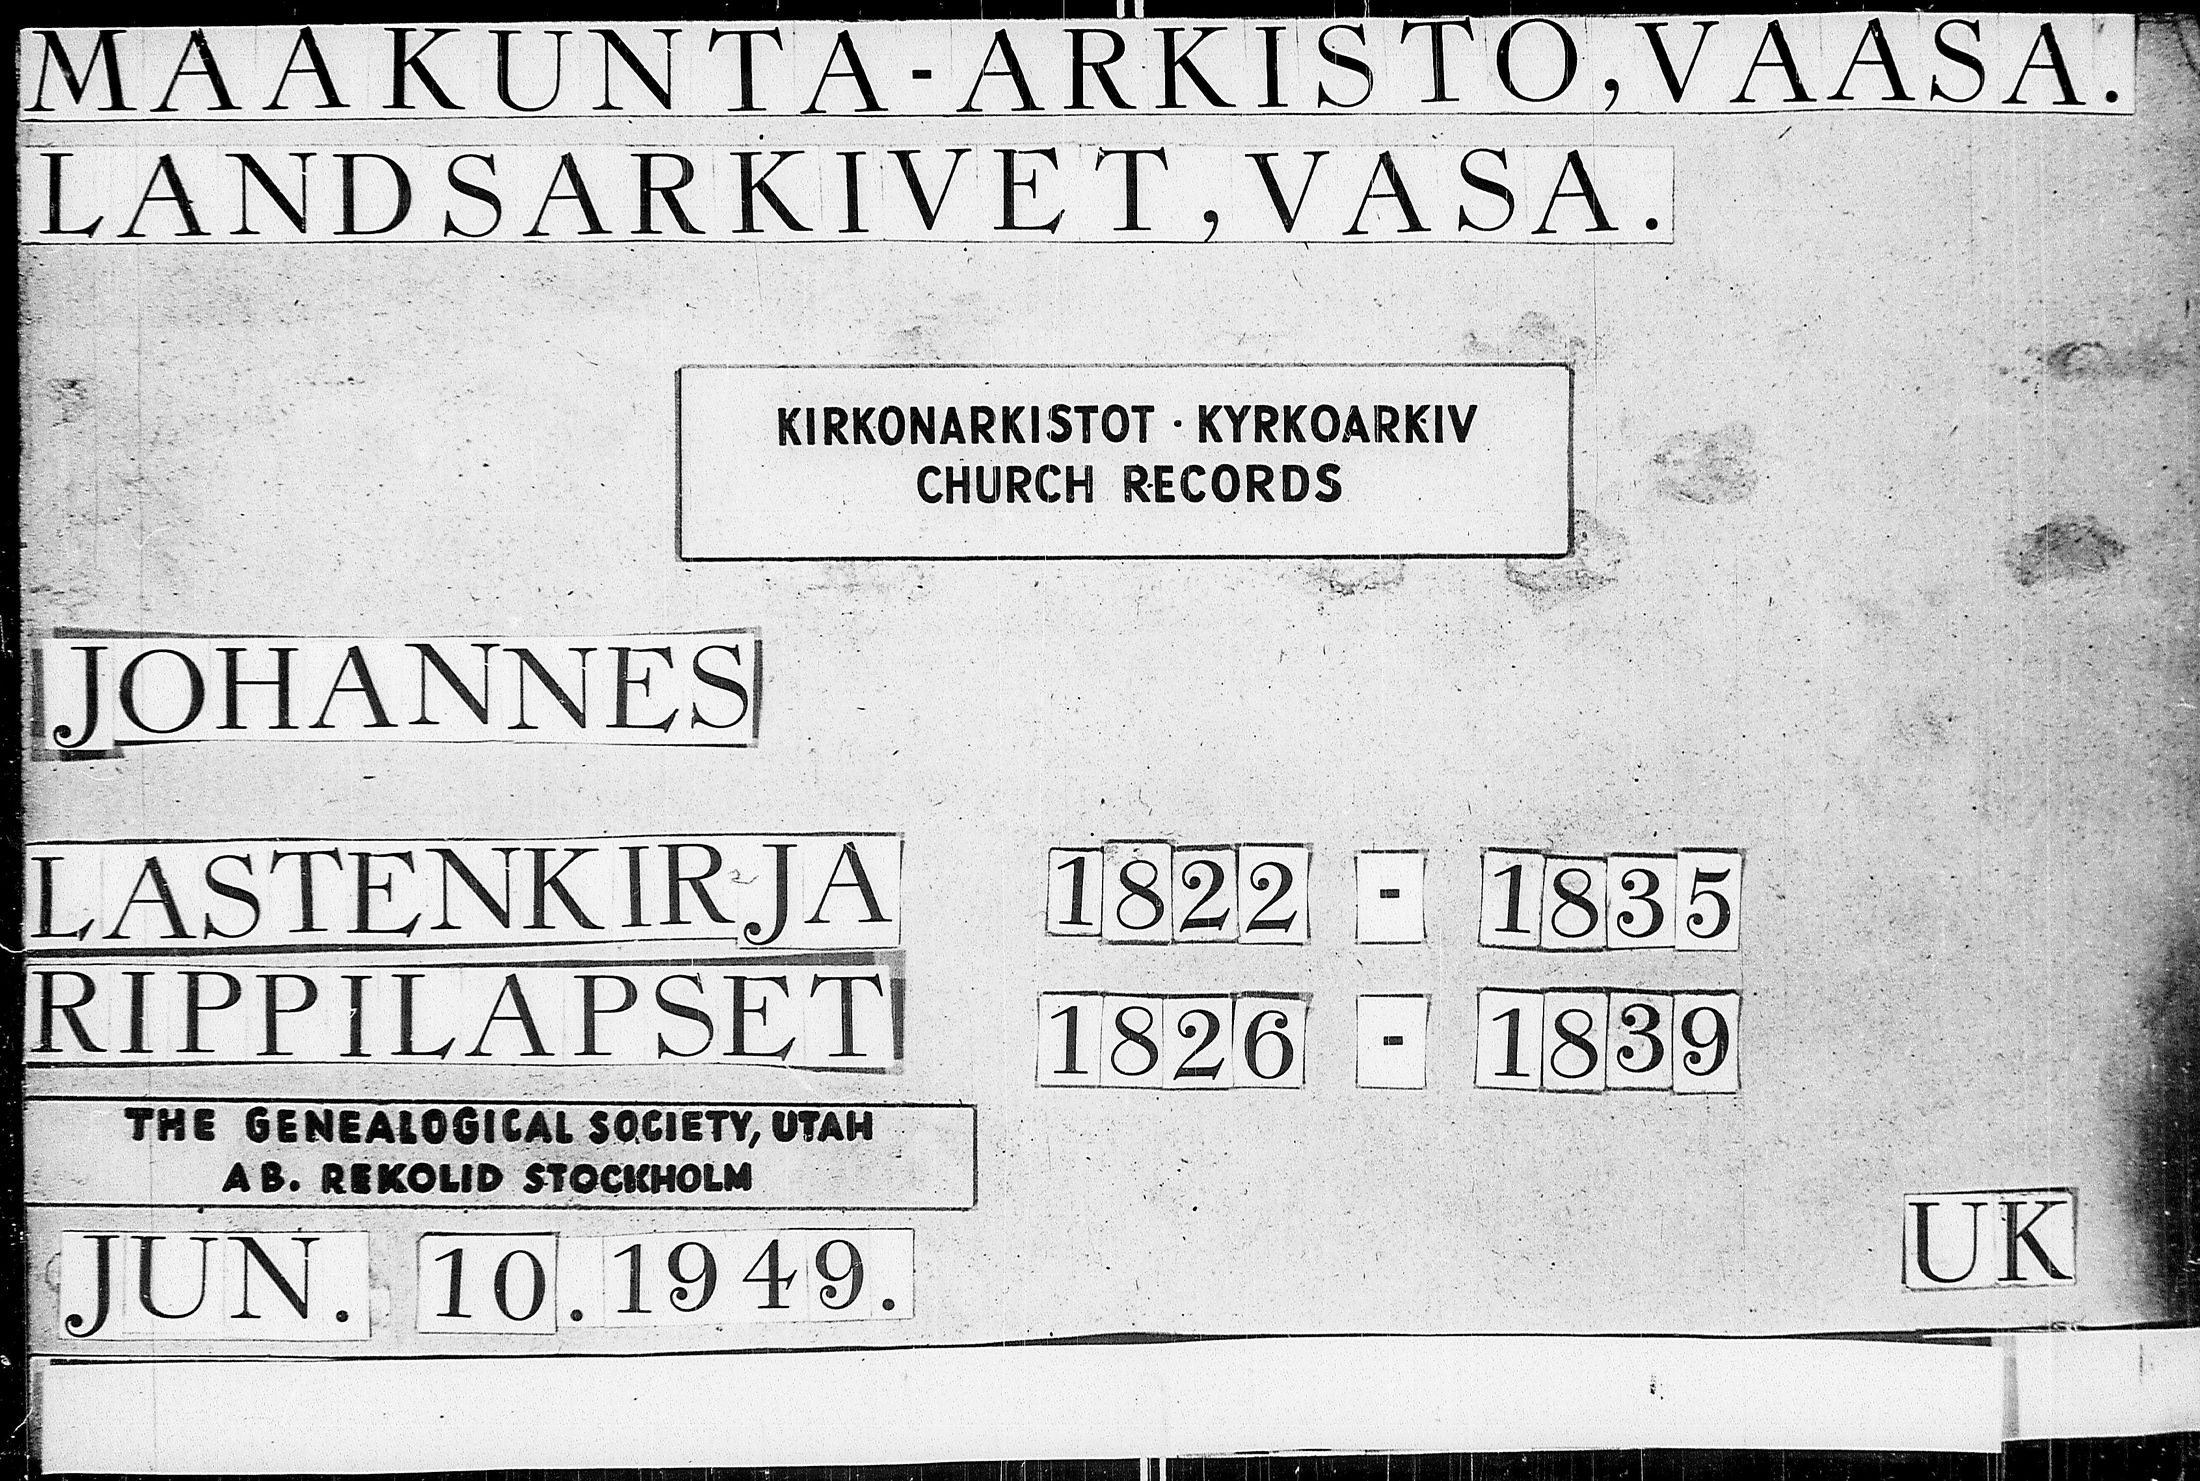 MAAKUNTA-ARKISTO, VAASA.
LANDSARKIVET, VASA.
KIRKONARKISTOT · KYRKOARKIV
CHURCH RECORDS
JOHANNES
LASTENKIRJA 1822 - 1835
RIPPILAPSET 1826 - 1839
THE GENEALOGICAL SOCIETY, UTAH
AB. REKOLID STOCKHOLM
JUN. 10. 1949.
UK